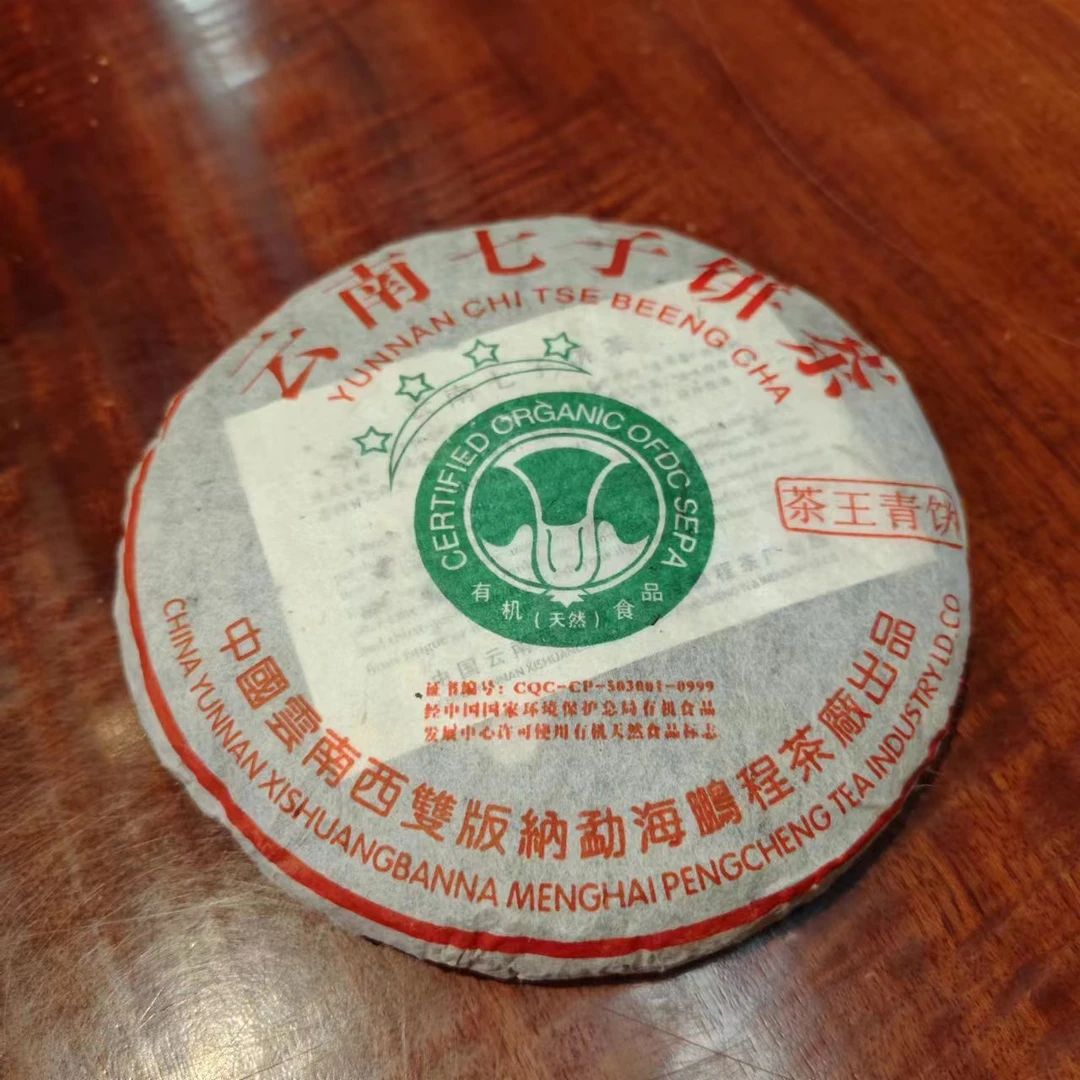 云南七子饼茶
YUNNAN CHI TSE BEENG CHA
CERTIFIED ORGANIC OFDC SEPA
有机(天然)食品
茶王青饼
证书编号: CQC-CP-503001-0999
经中国国家环境保护总局有机食品
发展中心许可使用有机天然食品标志
中國雲南西雙版納勐海鵬程茶廠出品
CHINA YUNNAN XISHUANGBANNA MENGHAI PENGCHENG TEA INDUSTRY LD CO